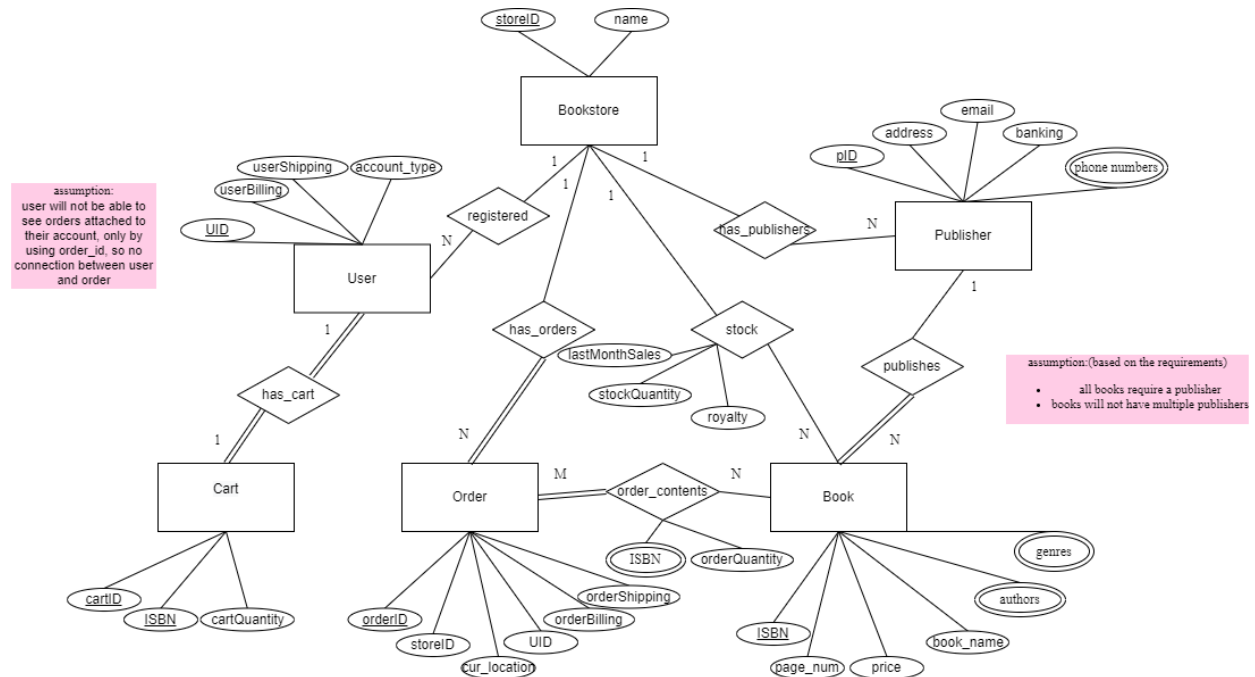 storeID
name
Bookstore
email
address
banking
pID
phone numbers
userShipping
account_type
userBilling
UID
assumption:
user will not be able to
see orders attached to
their account, only by
using order_id, so no
connection between user
and order
1
1
1
1
registered
has_publishers
N
N
Publisher
User
1
1
has_orders
stock
lastMonthSales
stockQuantity
royalty
publishes
assumption:(based on the requirements)
• all books require a publisher
• books will not have multiple publishers
has_cart
1
N
N
N
Cart
Order
M
order_contents
N
Book
ISBN
orderQuantity
genres
cartID
ISBN
cartQuantity
orderID
storeID
cur_location
UID
orderBilling
orderShipping
ISBN
page_num
price
book_name
authors